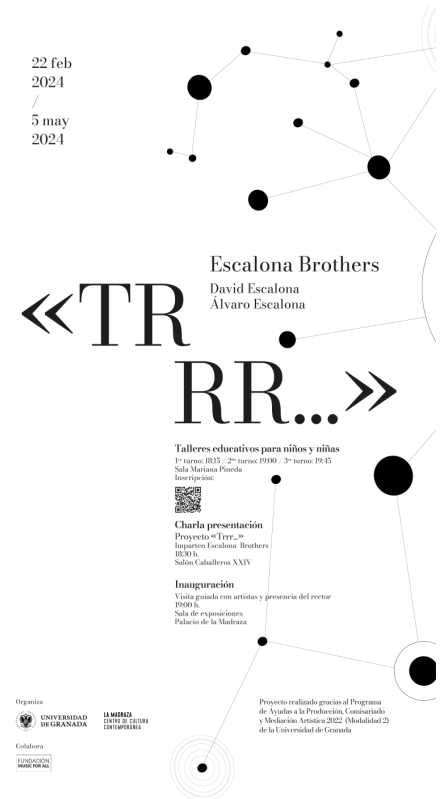 22 feb
2024
/
5 may
2024
Escalona Brothers
David Escalona
Álvaro Escalona
«TR
RR...»
Talleres educativos para niños y niñas
1er turno: 18:15 / 2do turno: 19:00 / 3er turno: 19:45
Sala Mariana Pineda
Inscripción:
Charla presentación
Proyecto «Trrr...»
Imparten Escalona Brothers
18:30 h.
Salón Caballeros XXIV
Inauguración
Visita guiada con artistas y presencia del rector
19:00 h.
Sala de exposiciones
Palacio de la Madraza
Organiza
UNIVERSIDAD
DE GRANADA
LA MADRAZA
CENTRO DE CULTURA
CONTEMPORÁNEA
Colabora
FUNDACIÓN
MUSIC FOR ALL
Proyecto realizado gracias al Programa
de Ayudas a la Producción, Comisariado
y Mediación Artística 2022 (Modalidad 2)
de la Universidad de Granada